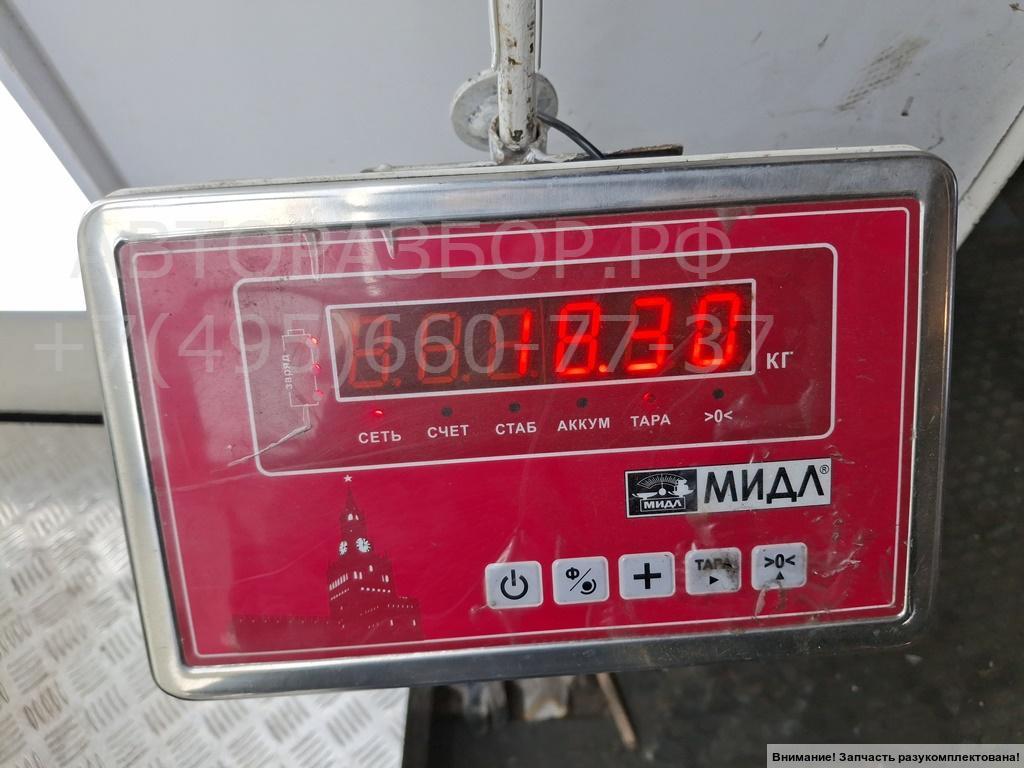 АВТОРАЗБОР.РФ
+7(495)660-77-37
заряд
18.30
кг
СЕТЬ СЧЕТ СТАБ АККУМ ТАРА >0<
МИДЛ МИДЛ®
Ф
+
ТАРА
>0<
Внимание! Запчасть разукомплектована!